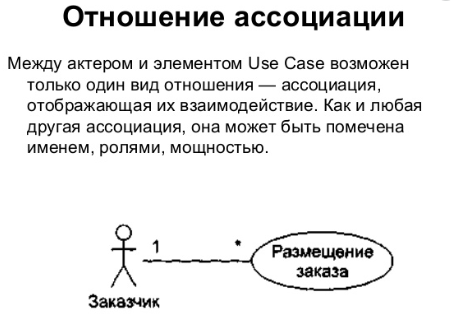 Отношение ассоциации
Между актером и элементом Use Case возможен
только один вид отношения — ассоциация,
отображающая их взаимодействие. Как и любая
другая ассоциация, она может быть помечена
именем, ролями, мощностью.
1 *
Размещение
заказа
Заказчик